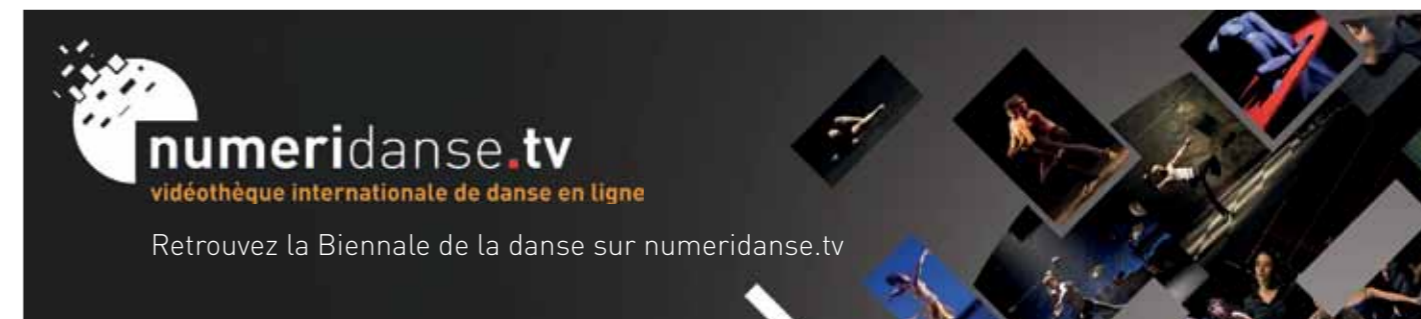 numeridanse.tv
vidéothèque internationale de danse en ligne
Retrouvez la Biennale de la danse sur numeridanse.tv